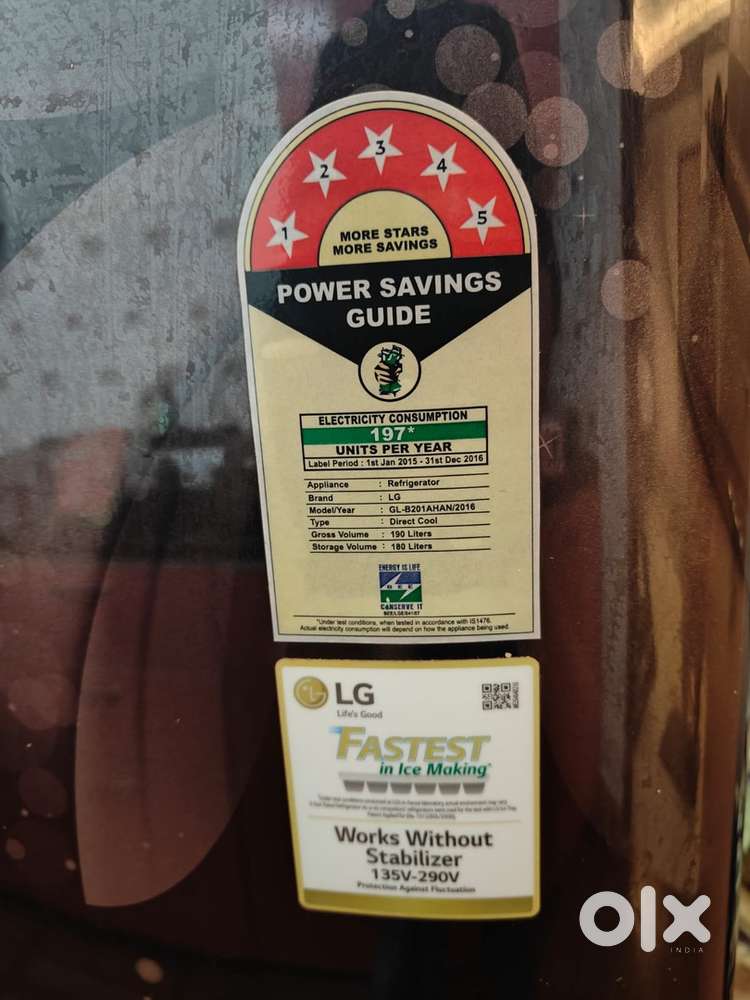 1
2
3
4
5
MORE STARS
MORE SAVINGS
POWER SAVINGS
GUIDE
ELECTRICITY CONSUMPTION
197*
UNITS PER YEAR
Label Period : 1st Jan 2015 - 31st Dec 2016
Appliance : Refrigerator
Brand : LG
Model/Year : GL-B201AHAN/2016
Type : Direct Cool
Gross Volume : 190 Liters
Storage Volume : 180 Liters
ENERGY IS LIFE
BEE
CONSERVE IT
*Under test conditions, when tested in accordance with IS1476.
Actual electricity consumption will depend on how the appliance being used
LG
Life's Good
FASTEST
in Ice Making*
Works Without
Stabilizer
135V-290V
Protection Against Fluctuation
olx
INDIA